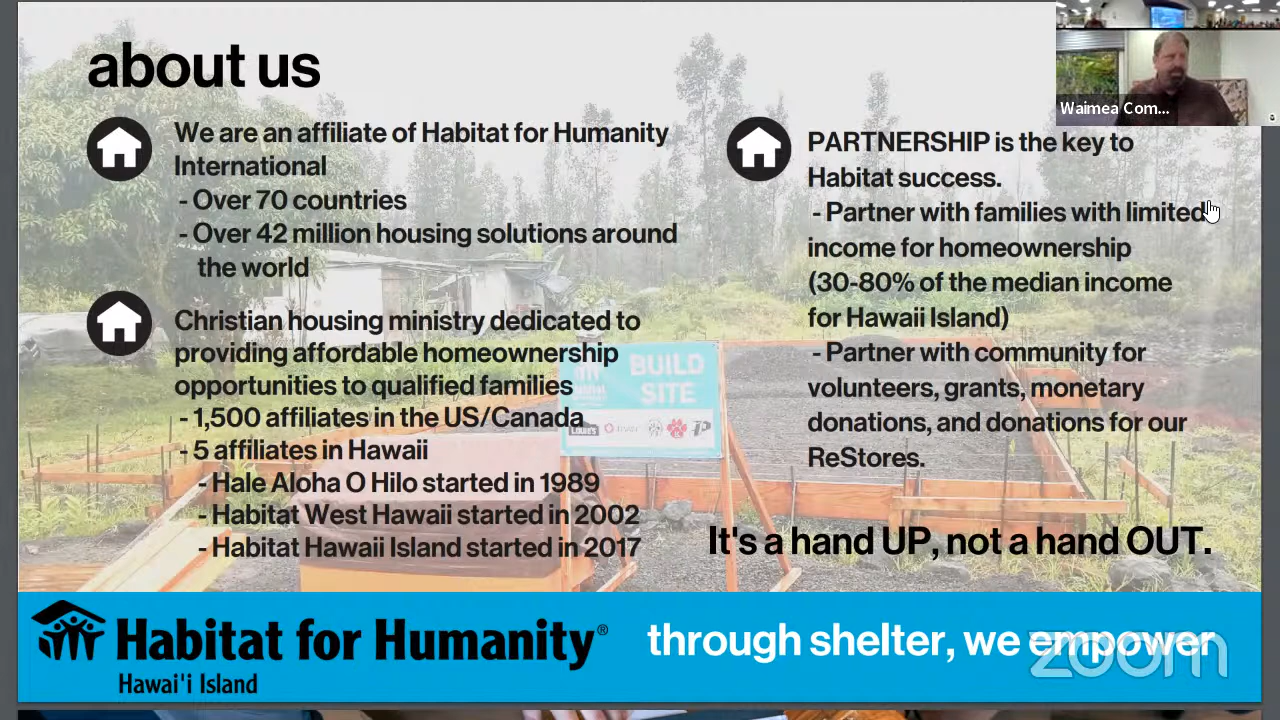 about us
We are an affiliate of Habitat for Humanity
International
- Over 70 countries
- Over 42 million housing solutions around
the world
Christian housing ministry dedicated to
providing affordable homeownership
opportunities to qualified families
- 1,500 affiliates in the US/Canada
- 5 affiliates in Hawaii
- Hale Aloha O Hilo started in 1989
- Habitat West Hawaii started in 2002
- Habitat Hawaii Island started in 2017
Waimea Com...
PARTNERSHIP is the key to
Habitat success.
- Partner with families with limited
income for homeownership
(30-80% of the median income
for Hawaii Island)
- Partner with community for
volunteers, grants, monetary
donations, and donations for our
ReStores.
It's a hand UP, not a hand OUT.
BUILD
SITE
LOWE'S
Habitat for Humanity®
Hawai'i Island
through shelter, we empower
zoom